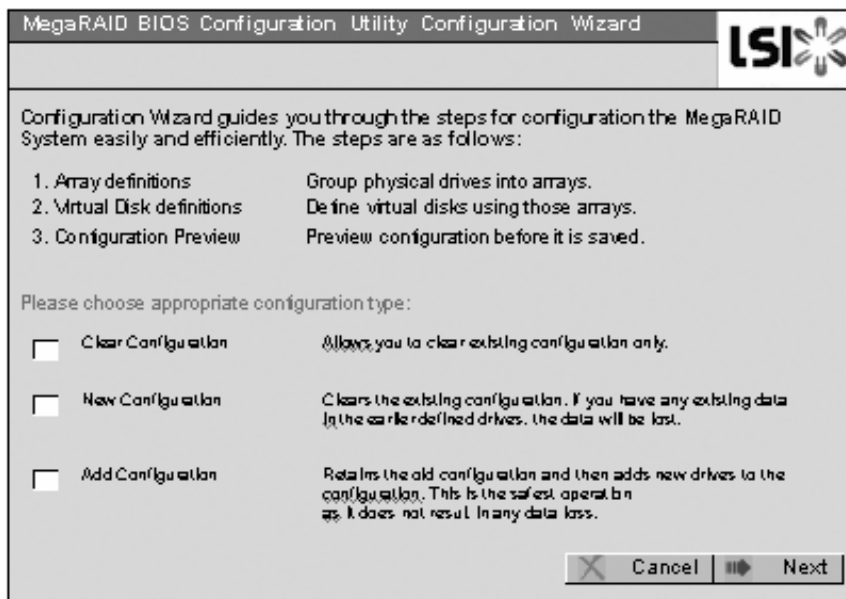 MegaRAID BIOS Configuration Utility Configuration Wizard
LSI
Configuration Wizard guides you through the steps for configuration the MegaRAID
System easily and efficiently. The steps are as follows:
1. Array definitions Group physical drives into arrays.
2. Virtual Disk definitions Define virtual disks using those arrays.
3. Configuration Preview Preview configuration before it is saved.
Please choose appropriate configuration type:
Clear Configuration Allows you to clear existing configuration only.
New Configuration Clears the existing configuration. If you have any existing data
in the earlier defined drives, the data will be lost.
Add Configuration Retains the old configuration and then adds new drives to the
configuration. This is the safest operation
as it does not result in any data loss.
Cancel Next